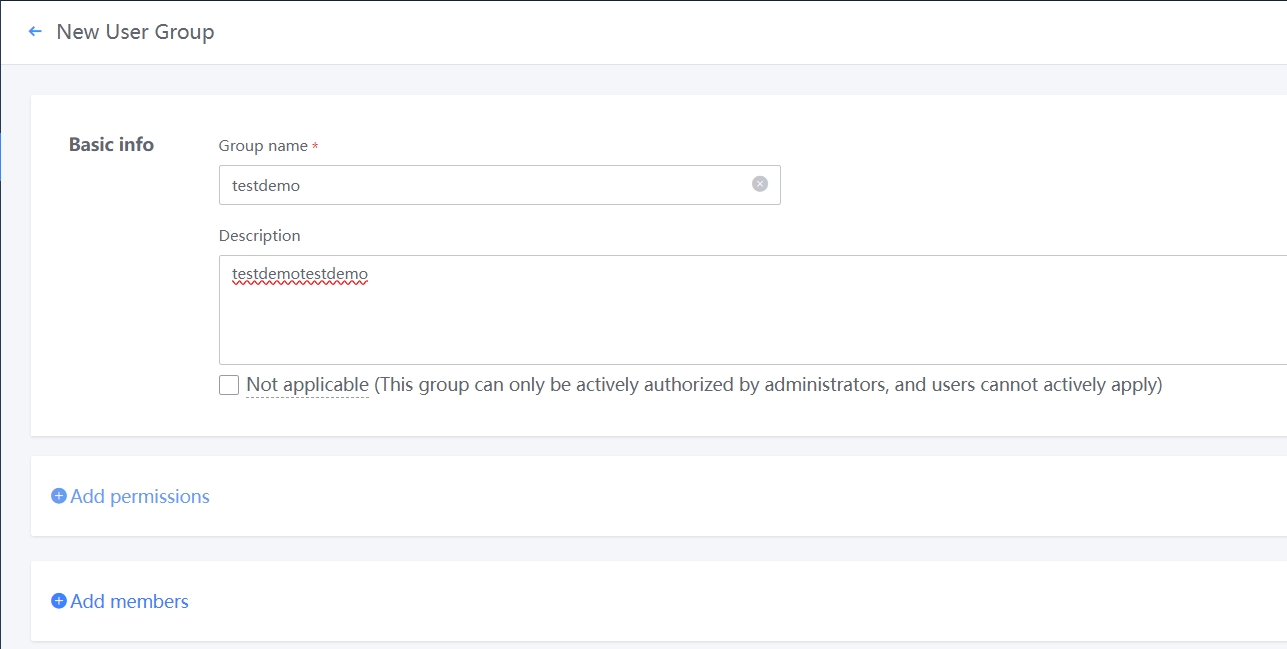 New User Group
Basic info
Group name *
testdemo
Description
testdemotestdemo
Not applicable (This group can only be actively authorized by administrators, and users cannot actively apply)
Add permissions
Add members